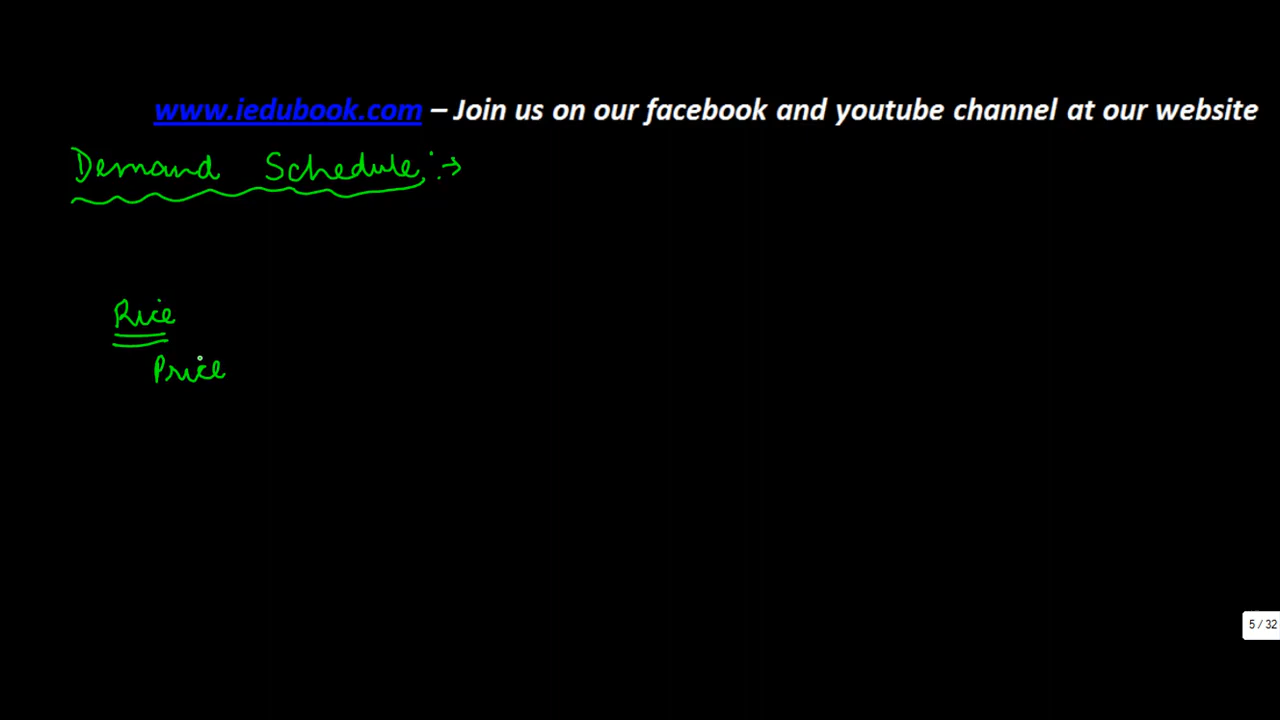 www.iedubook.com – Join us on our facebook and youtube channel at our website
Demand Schedule :->
Rice
Price
5 / 32